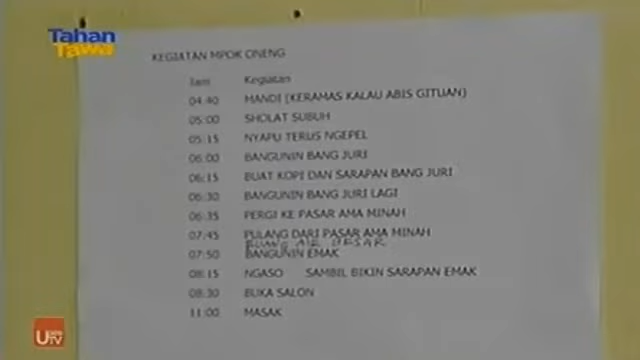 Tahan
Tawa
KEGIATAN MPOK ONENG
Jam Kegiatan
04:40 MANDI (KERAMAS KALAU ABIS GITUAN)
05:00 SHOLAT SUBUH
05:15 NYAPU TERUS NGEPEL
06:00 BANGUNIN BANG JURI
06:15 BUAT KOPI DAN SARAPAN BANG JURI
06:30 BANGUNIN BANG JURI LAGI
06:35 PERGI KE PASAR AMA MINAH
07:45 PULANG DARI PASAR AMA MINAH
BUANG AIR BESAR
07:50 BANGUNIN EMAK
08:15 NGASO SAMBIL BIKIN SARAPAN EMAK
08:30 BUKA SALON
11:00 MASAK
U
TV